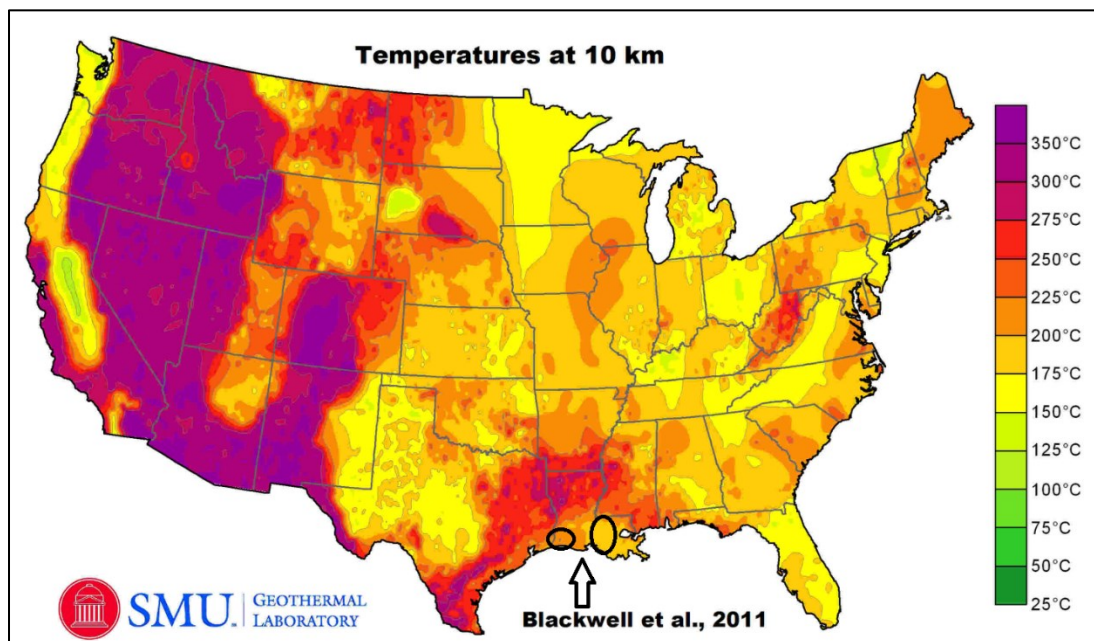 Temperatures at 10 km
350°C
300°C
275°C
250°C
225°C
200°C
175°C
150°C
125°C
100°C
75°C
50°C
25°C
SMU. GEOTHERMAL
LABORATORY
Blackwell et al., 2011